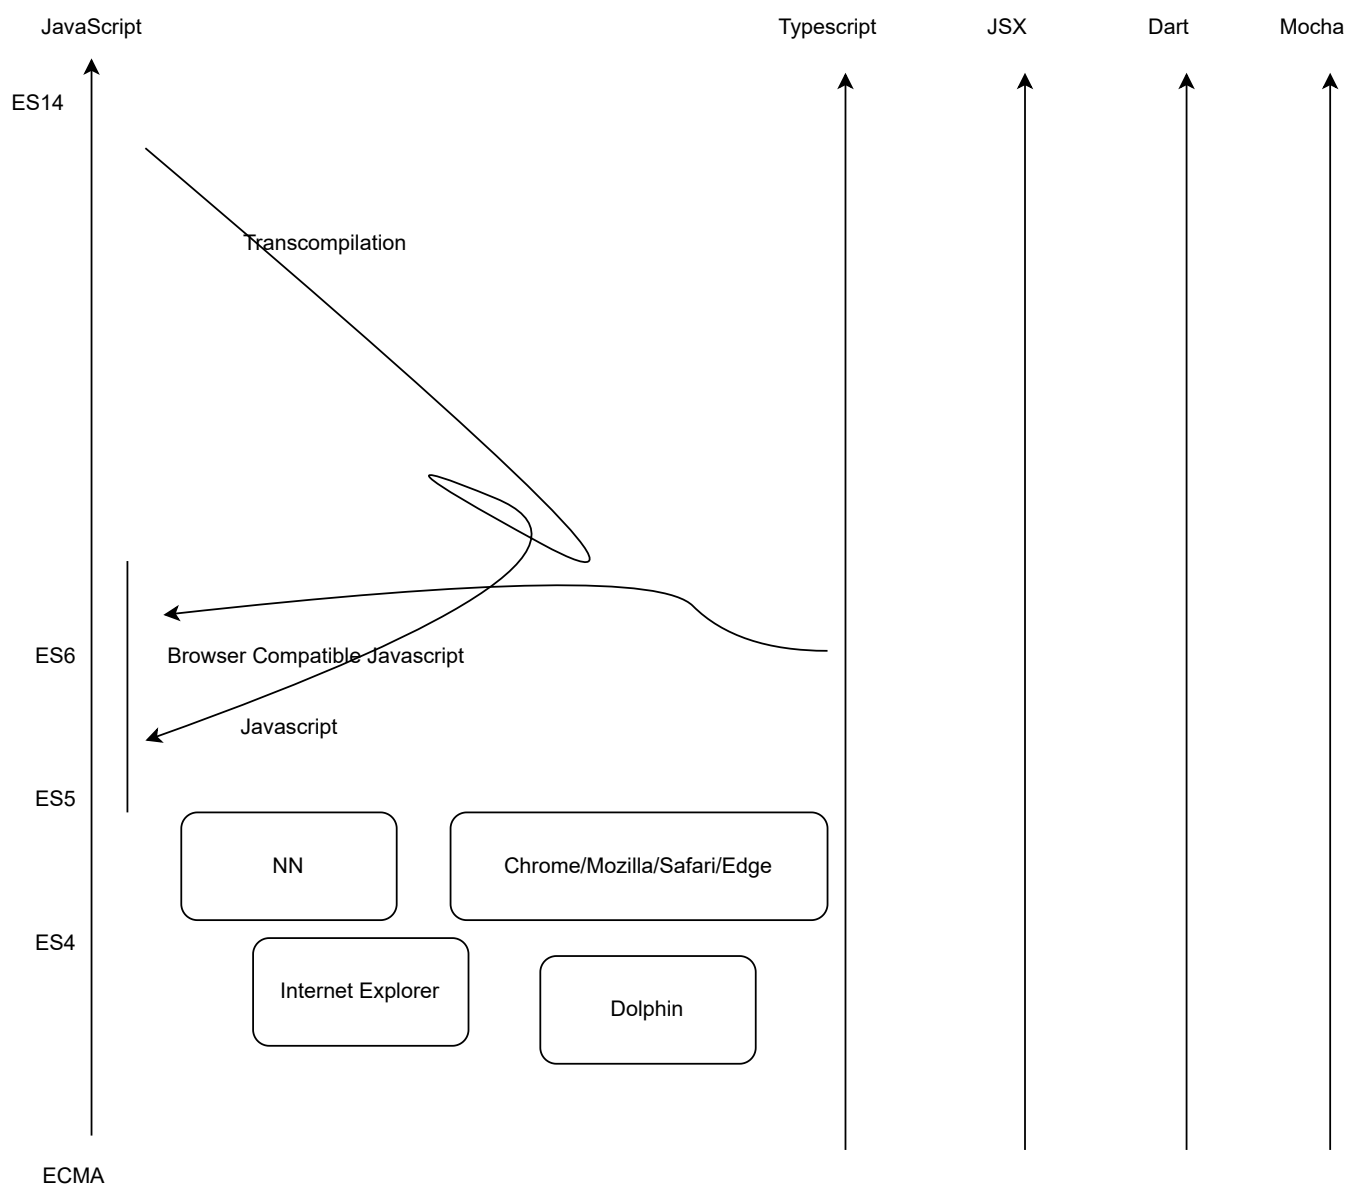 JavaScript
Typescript
JSX
Dart
Mocha
ES14
Transcompilation
ES6
Browser Compatible Javascript
Javascript
ES5
NN
Chrome/Mozilla/Safari/Edge
ES4
Internet Explorer
Dolphin
ECMA